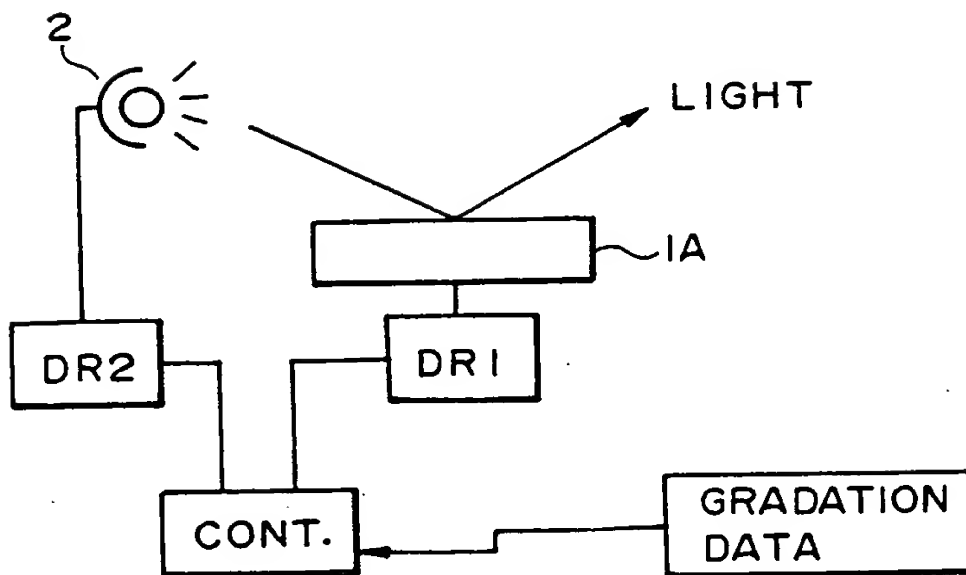 2
LIGHT
1A
DR2
DR1
CONT.
GRADATION
DATA